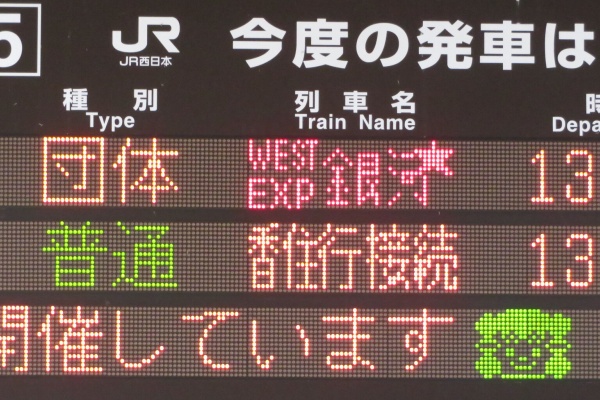 5 JR 今度の発車は
JR西日本
種別 列車名 時
Type Train Name Depa
団体 WEST EXP 銀河 13
普通 香住行接続 13
開催しています